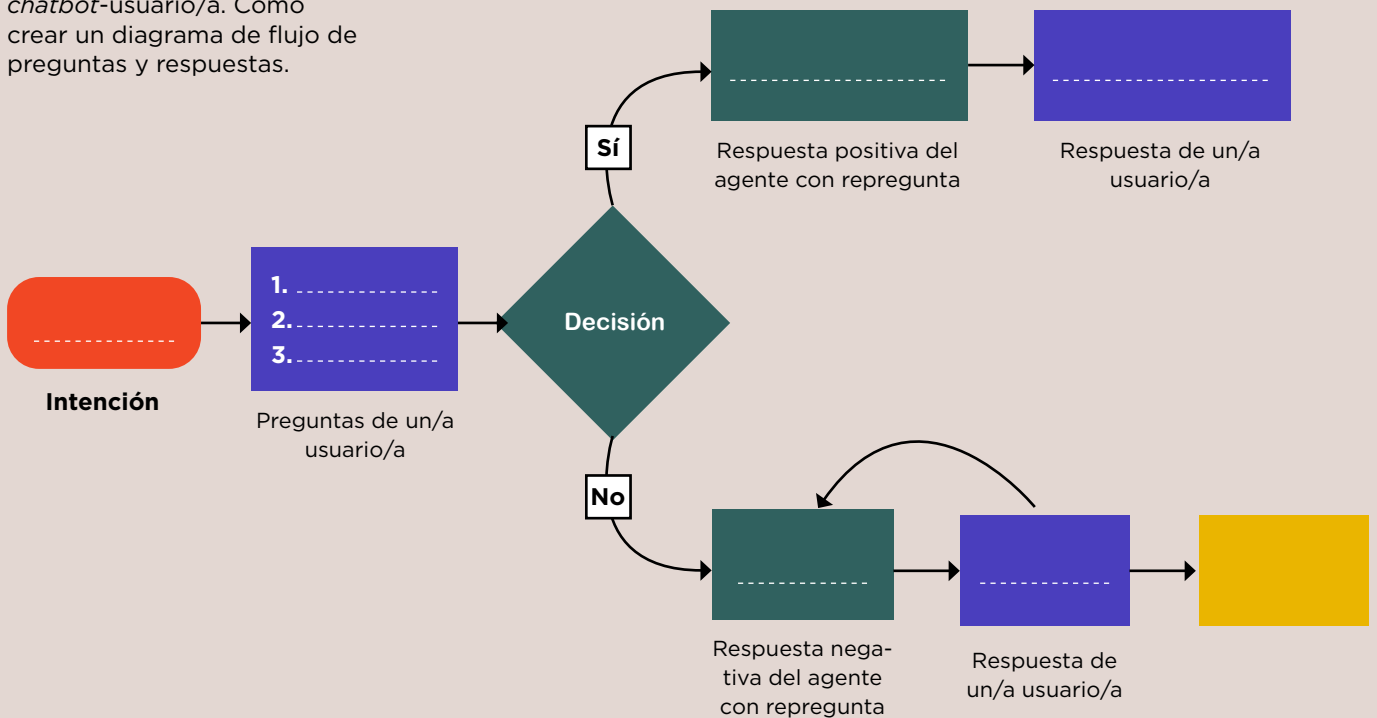 chatbot-usuario/a. Cómo
crear un diagrama de flujo de
preguntas y respuestas.
Sí
Respuesta positiva del
agente con repregunta
Respuesta de un/a
usuario/a
1.
2.
3.
Decisión
Intención
Preguntas de un/a
usuario/a
No
Respuesta nega-
tiva del agente
con repregunta
Respuesta de
un/a usuario/a